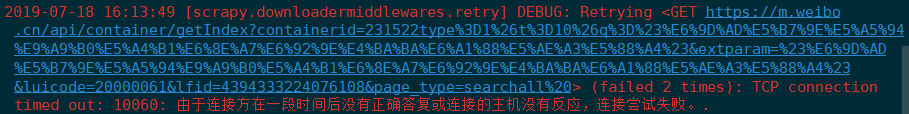 2019-07-18 16:13:49 [scrapy.downloadermiddlewares.retry] DEBUG: Retrying <GET https://m.weibo
.cn/api/container/getIndex?containerid=231522type%3D1%26t%3D10%26q%3D%23%E6%9D%AD%E5%B7%9E%E5%A5%94
%E9%A9%B0%E5%A4%B1%E6%8E%A7%E6%92%9E%E4%BA%BA%E6%A1%88%E5%AE%A3%E5%88%A4%23&extparam=%23%E6%9D%AD
%E5%B7%9E%E5%A5%94%E9%A9%B0%E5%A4%B1%E6%8E%A7%E6%92%9E%E4%BA%BA%E6%A1%88%E5%AE%A3%E5%88%A4%23
&luicode=20000061&lfid=4394333224076108&page_type=searchall%20> (failed 2 times): TCP connection
timed out: 10060: 由于连接方在一段时间后没有正确答复或连接的主机没有反应，连接尝试失败。.